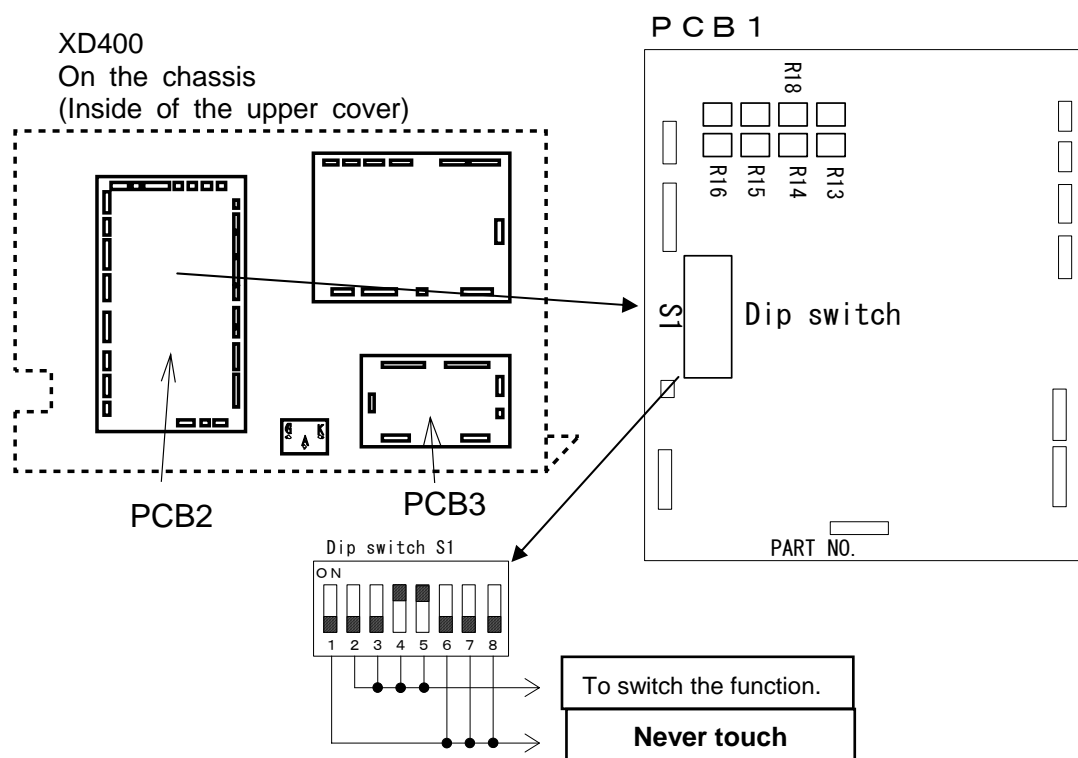 XD400
On the chassis
(Inside of the upper cover)
PCB2
PCB3
PCB1
R18
R16
R15
R14
R13
S1
Dip switch
PART NO.
Dip switch S1
ON
1 2 3 4 5 6 7 8
To switch the function.
Never touch